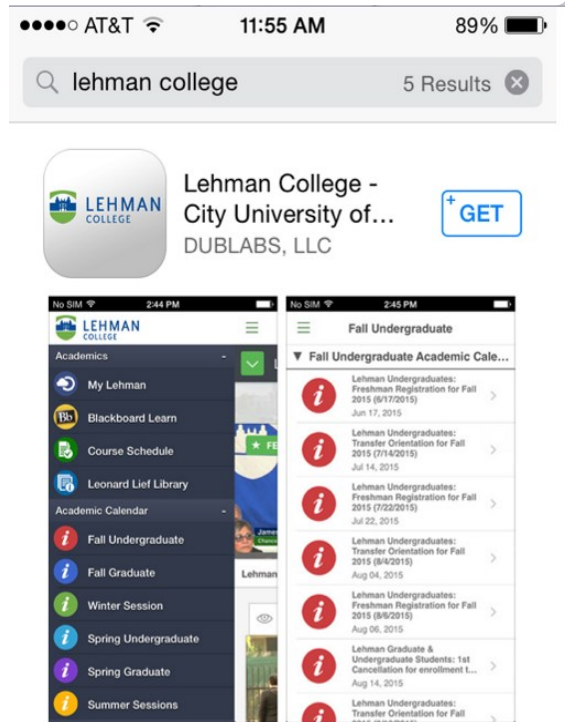 AT&T 11:55 AM 89%
lehman college 5 Results
LEHMAN
COLLEGE
Lehman College -
City University of...
DUBLABS, LLC
+ GET
No SIM 2:44 PM
LEHMAN
COLLEGE
Academics -
My Lehman
Bb Blackboard Learn
Course Schedule
Leonard Lief Library
Academic Calendar -
i Fall Undergraduate
i Fall Graduate
i Winter Session
i Spring Undergraduate
i Spring Graduate
i Summer Sessions
L
★ FE
James
Chance
Lehman
No SIM 2:45 PM
Fall Undergraduate
▼ Fall Undergraduate Academic Cale...
i
Lehman Undergraduates:
Freshman Registration for Fall
2015 (6/17/2015)
Jun 17, 2015
i
Lehman Undergraduates:
Transfer Orientation for Fall
2015 (7/14/2015)
Jul 14, 2015
i
Lehman Undergraduates:
Freshman Registration for Fall
2015 (7/22/2015)
Jul 22, 2015
i
Lehman Undergraduates:
Transfer Orientation for Fall
2015 (8/4/2015)
Aug 04, 2015
i
Lehman Undergraduates:
Freshman Registration for Fall
2015 (8/6/2015)
Aug 06, 2015
i
Lehman Graduate &
Undergraduate Students: 1st
Cancellation for enrollment t...
Aug 14, 2015
i
Lehman Undergraduates:
Transfer Orientation for Fall